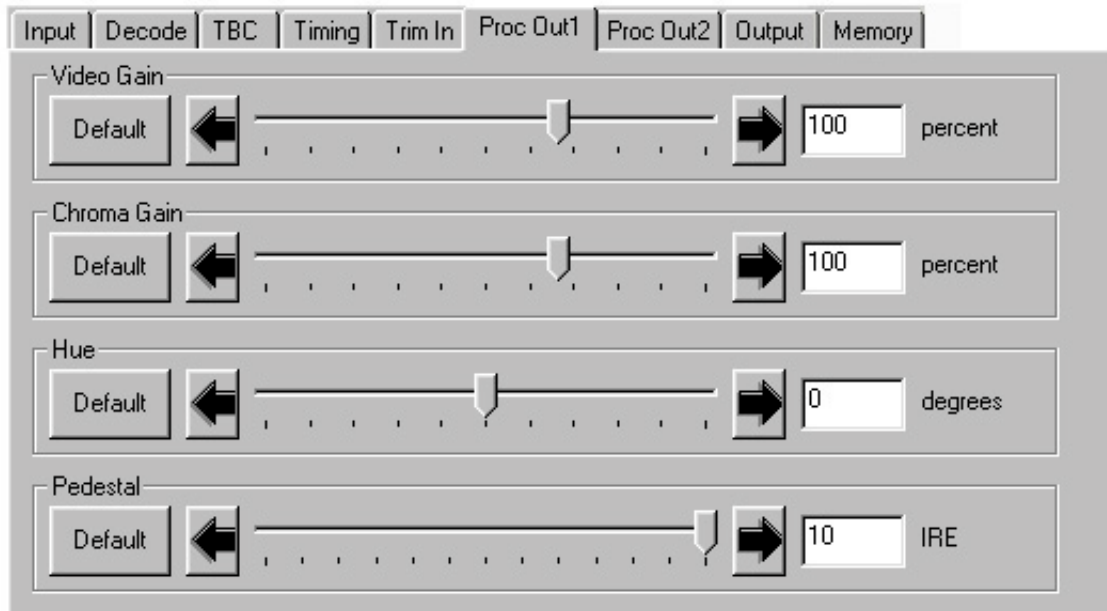 Input Decode TBC Timing Trim In Proc Out1 Proc Out2 Output Memory
Video Gain
Default 100 percent
Chroma Gain
Default 100 percent
Hue
Default 0 degrees
Pedestal
Default 10 IRE